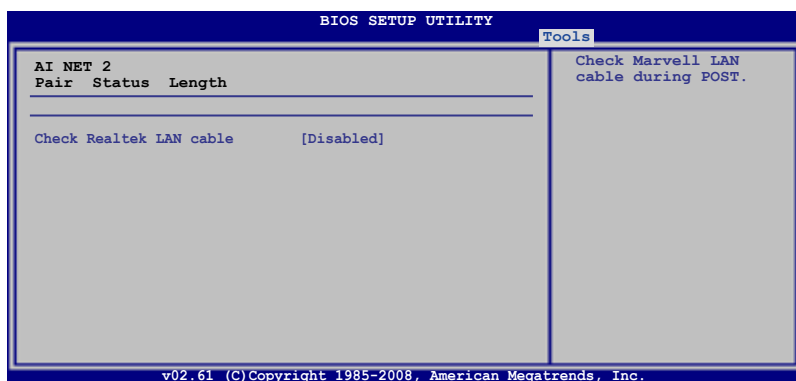 BIOS SETUP UTILITY
Tools
AI NET 2
Pair Status Length
Check Realtek LAN cable [Disabled]
Check Marvell LAN
cable during POST.
v02.61 (C)Copyright 1985-2008, American Megatrends, Inc.